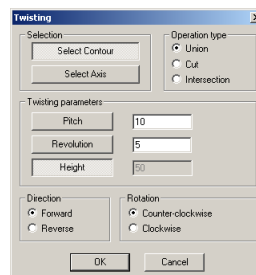 Twisting
Selection
Select Contour
Select Axis
Operation type
Union
Cut
Intersection
Twisting parameters
Pitch 10
Revolution 5
Height 50
Direction
Forward
Reverse
Rotation
Counter-clockwise
Clockwise
OK Cancel